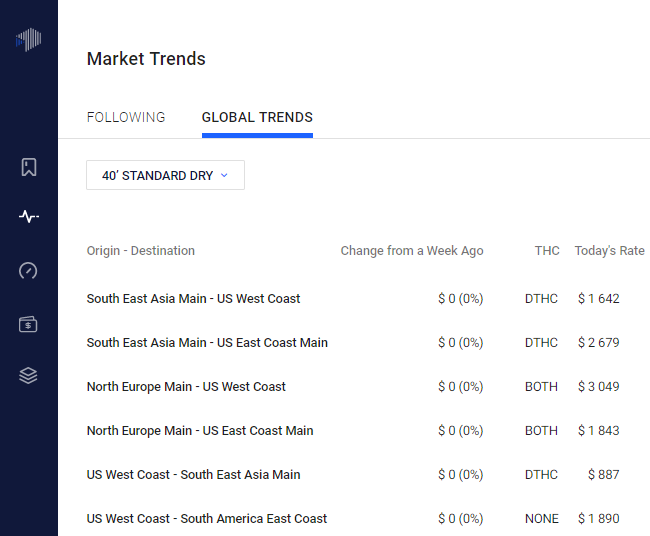 Market Trends
FOLLOWING GLOBAL TRENDS
40' STANDARD DRY
Origin - Destination Change from a Week Ago THC Today's Rate
South East Asia Main - US West Coast $ 0 (0%) DTHC $ 1 642
South East Asia Main - US East Coast Main $ 0 (0%) DTHC $ 2 679
North Europe Main - US West Coast $ 0 (0%) BOTH $ 3 049
North Europe Main - US East Coast Main $ 0 (0%) BOTH $ 1 843
US West Coast - South East Asia Main $ 0 (0%) DTHC $ 887
US West Coast - South America East Coast $ 0 (0%) NONE $ 1 890